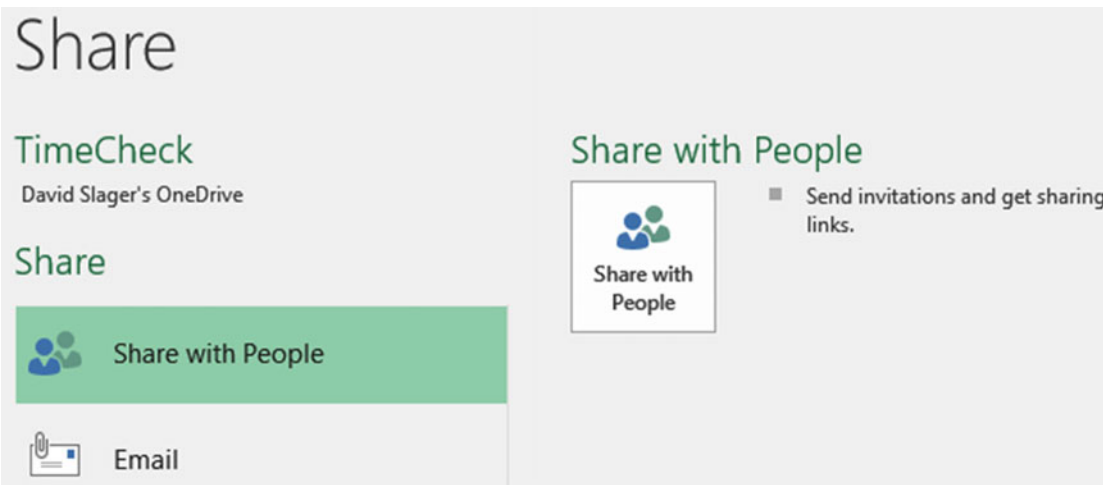 Share
TimeCheck
David Slager's OneDrive
Share
Share with People
Email
Share with People
Share with
People
Send invitations and get sharing
links.